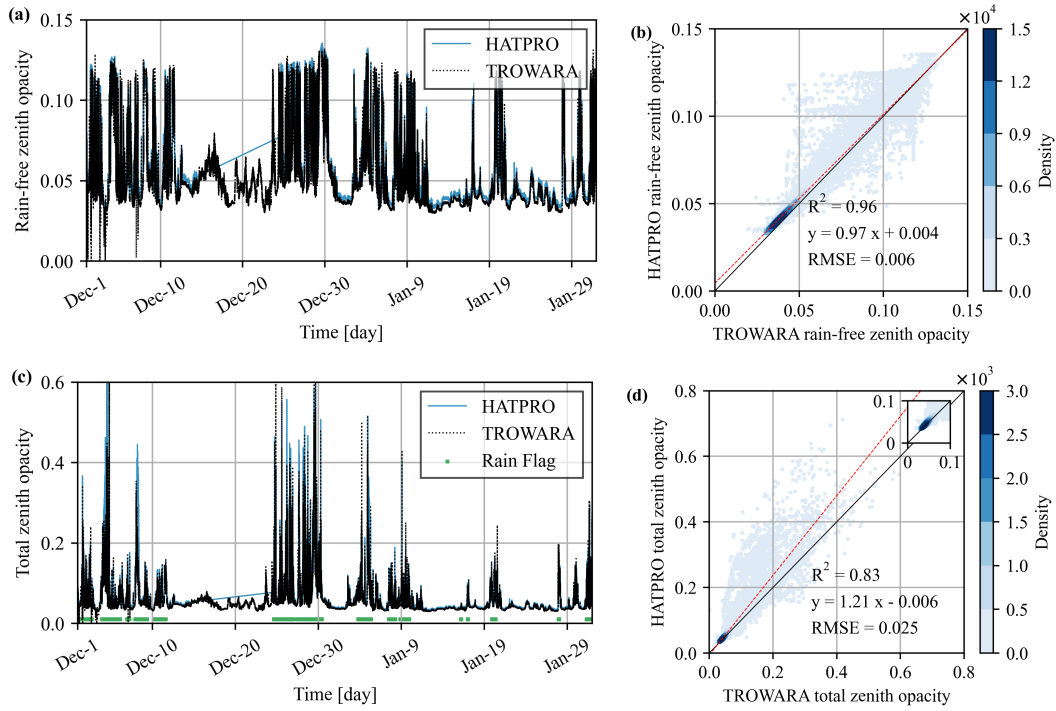 (a)
0.15
0.10
0.05
0.00
Rain-free zenith opacity
HATPRO
TROWARA
Dec-1
Dec-10
Dec-20
Dec-30
Jan-9
Jan-19
Jan-29
Time [day]
(b)
0.15
0.10
0.05
0.00
HATPRO rain-free zenith opacity
R² = 0.96
y = 0.97 x + 0.004
RMSE = 0.006
0.00
0.05
0.10
0.15
TROWARA rain-free zenith opacity
×10⁴
1.5
1.2
0.9
0.6
0.3
0.0
Density
(c)
0.6
0.4
0.2
0.0
Total zenith opacity
HATPRO
TROWARA
Rain Flag
Dec-1
Dec-10
Dec-20
Dec-30
Jan-9
Jan-19
Jan-29
Time [day]
(d)
0.8
0.6
0.4
0.2
0.0
HATPRO total zenith opacity
0.1
0
0
0.1
R² = 0.83
y = 1.21 x - 0.006
RMSE = 0.025
0.0
0.2
0.4
0.6
0.8
TROWARA total zenith opacity
×10³
3.0
2.5
2.0
1.5
1.0
0.5
0.0
Density